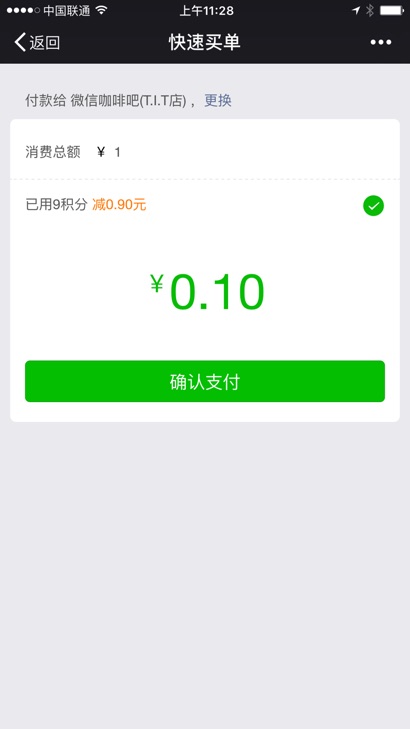 中国联通 上午11:28
返回 快速买单
付款给 微信咖啡吧(T.I.T店) ，更换
消费总额 ¥ 1
已用9积分 减0.90元
¥0.10
确认支付